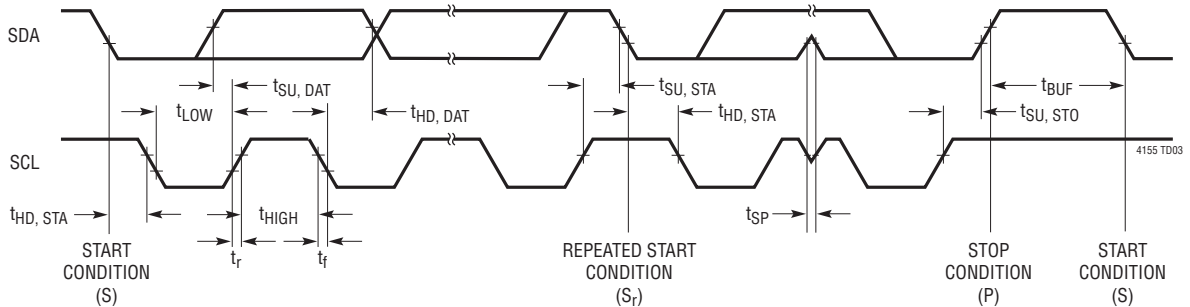 SDA
tSU, DAT
tSU, STA
tBUF
tLOW
tHD, DAT
tHD, STA
tSU, STO
SCL
4155 TD03
tHD, STA
tHIGH
tSP
tr
tf
START
CONDITION
(S)
REPEATED START
CONDITION
(Sr)
STOP
CONDITION
(P)
START
CONDITION
(S)